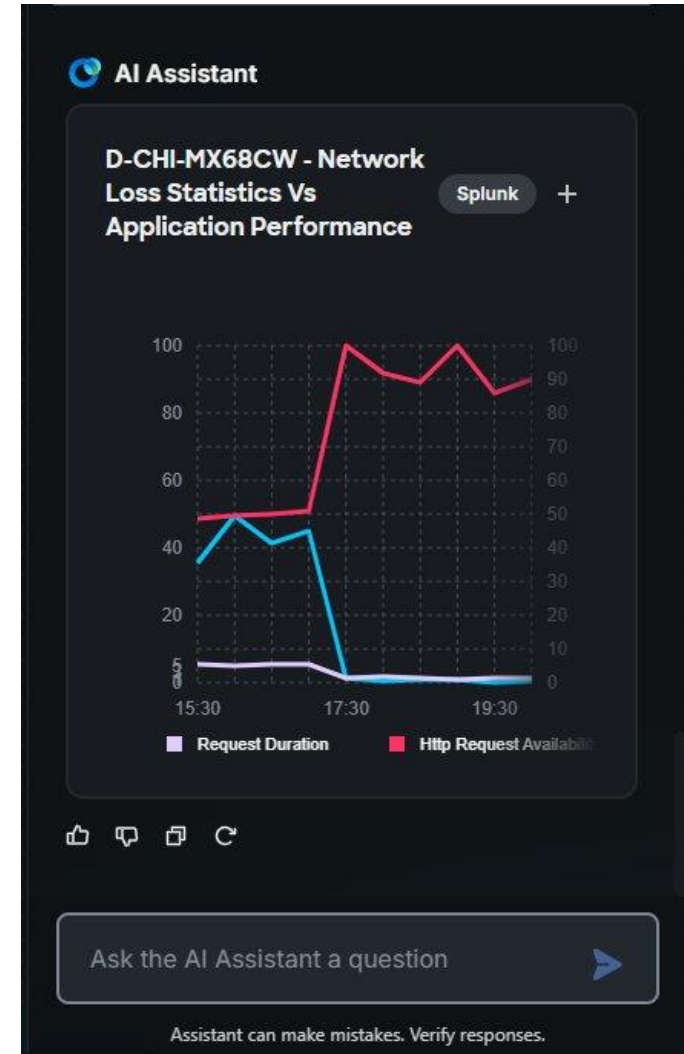 AI Assistant
D-CHI-MX68CW - Network
Loss Statistics Vs
Application Performance
Splunk
100
80
60
40
20
5
0
100
90
80
70
60
50
40
30
20
10
0
15:30
17:30
19:30
Request Duration
Http Request
Ask the AI Assistant a question
Assistant can make mistakes. Verify responses.